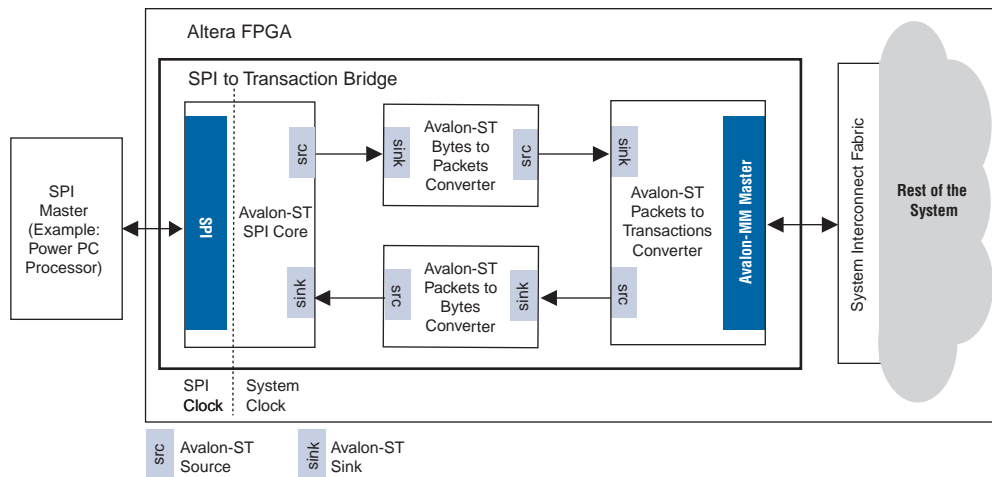 Altera FPGA
SPI to Transaction Bridge
SPI
Master
(Example:
Power PC
Processor)
SPI
Avalon-ST
SPI Core
src
sink
sink
Avalon-ST
Bytes to
Packets
Converter
src
src
Avalon-ST
Packets to
Bytes
Converter
sink
sink
src
Avalon-ST
Packets to
Transactions
Converter
Avalon-MM Master
System Interconnect Fabric
Rest of the
System
SPI
Clock
System
Clock
src
Avalon-ST
Source
sink
Avalon-ST
Sink